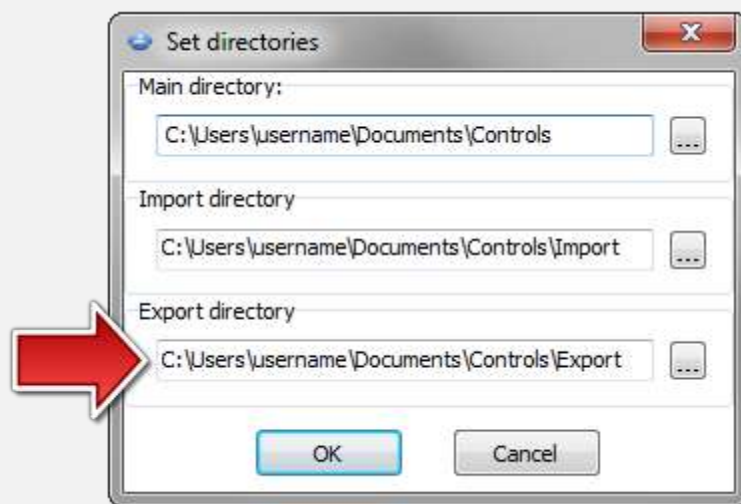 Set directories
Main directory:
C:\Users\username\Documents\Controls
...
Import directory
C:\Users\username\Documents\Controls\Import
...
Export directory
C:\Users\username\Documents\Controls\Export
...
OK
Cancel